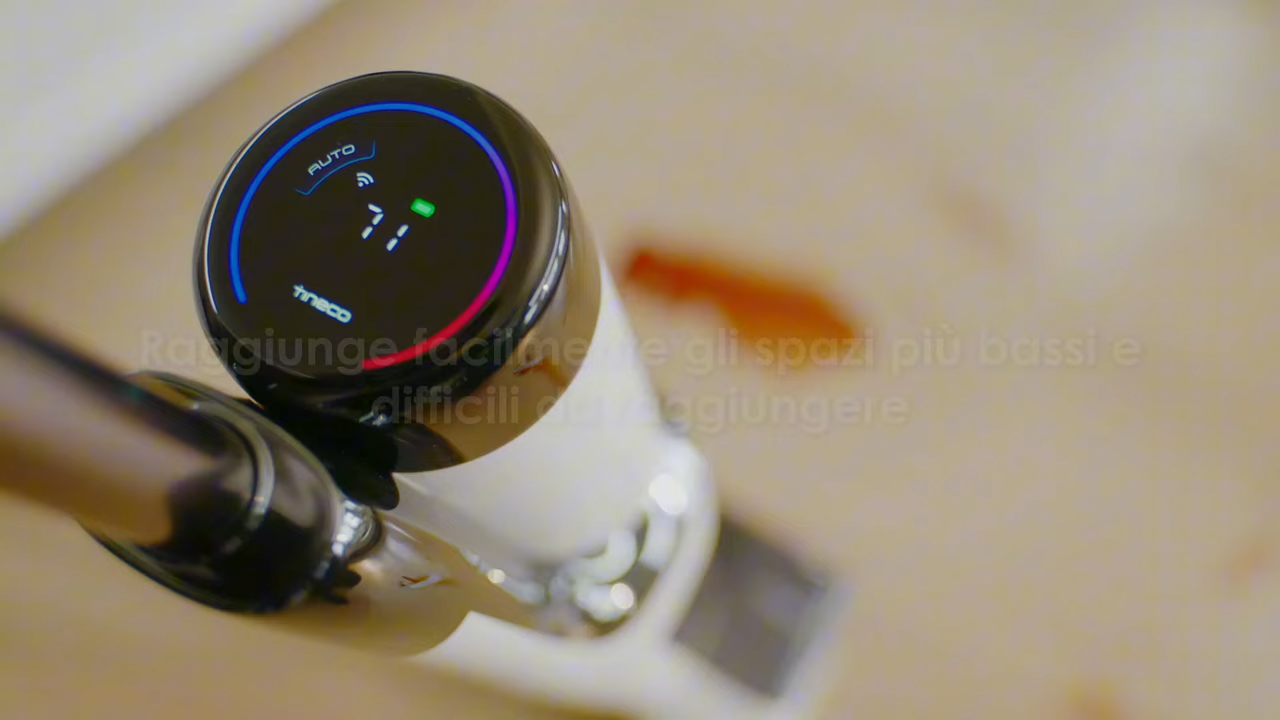 AUTO
71
tineco
Raggiunge facilmente gli spazi più bassi e
difficili da raggiungere